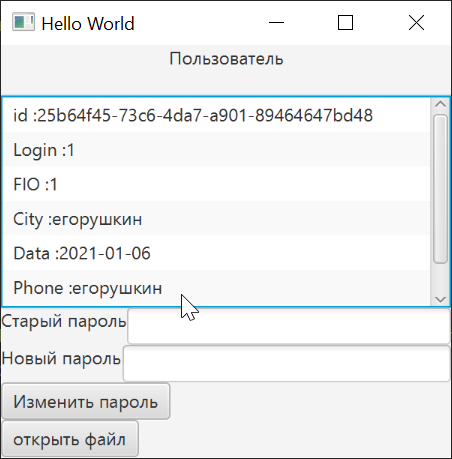 Hello World
Пользователь
id :25b64f45-73c6-4da7-a901-89464647bd48
Login :1
FIO :1
City :егорушкин
Data :2021-01-06
Phone :егорушкин
Старый пароль
Новый пароль
Изменить пароль
открыть файл